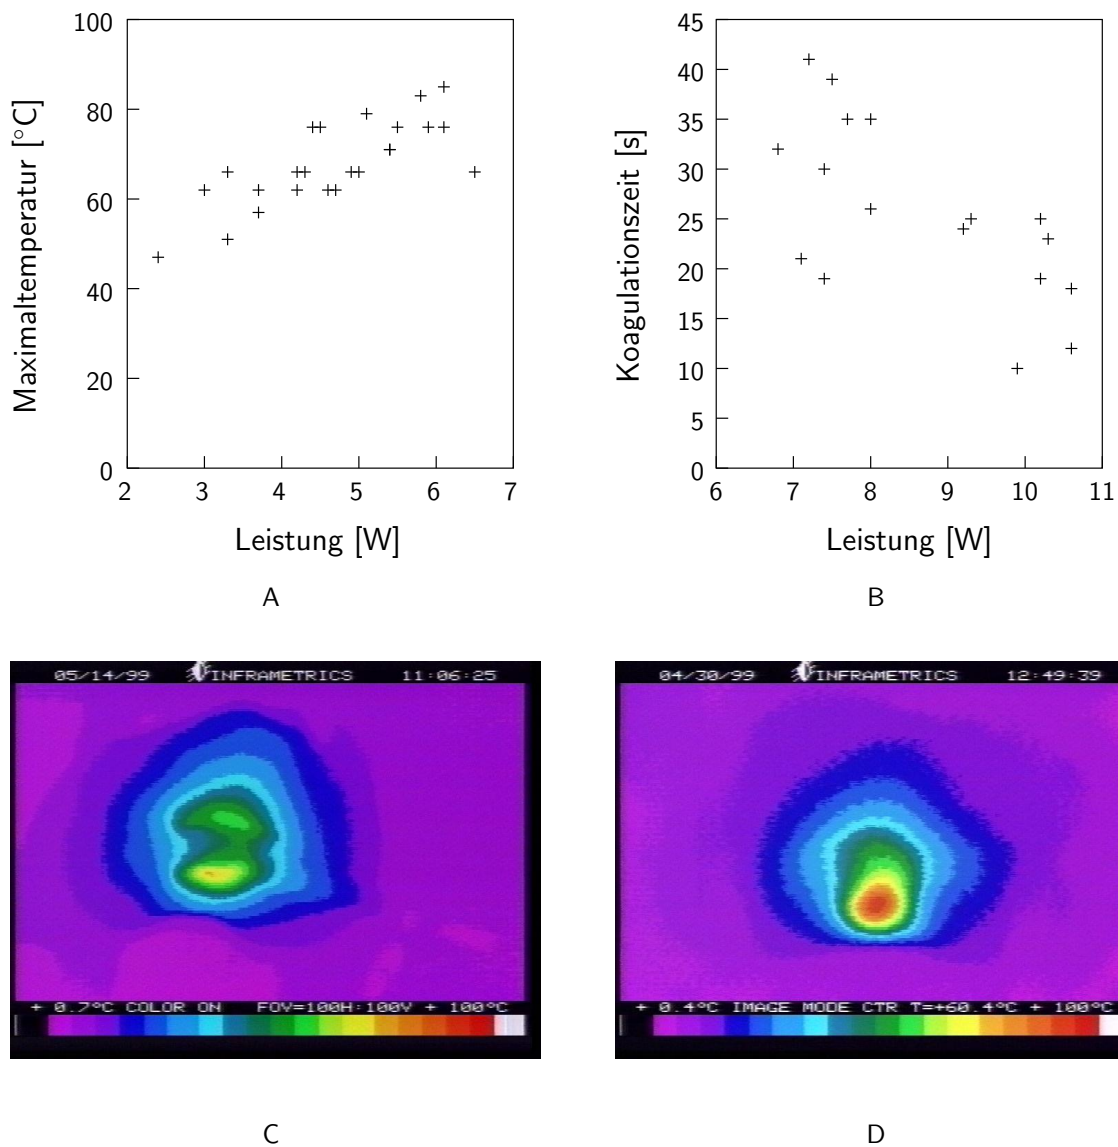 Maximaltemperatur [°C]
100
80
60
40
20
0
2 3 4 5 6 7
Leistung [W]
A
Koagulationszeit [s]
45
40
35
30
25
20
15
10
5
0
6 7 8 9 10 11
Leistung [W]
B
05/14/99 INFRAMETRICS 11:06:25
+ 0.7°C COLOR ON FOV=100H:100V + 100°C
C
04/30/99 INFRAMETRICS 12:49:39
+ 0.4°C IMAGE MODE CTR T=+60.4°C + 100°C
D